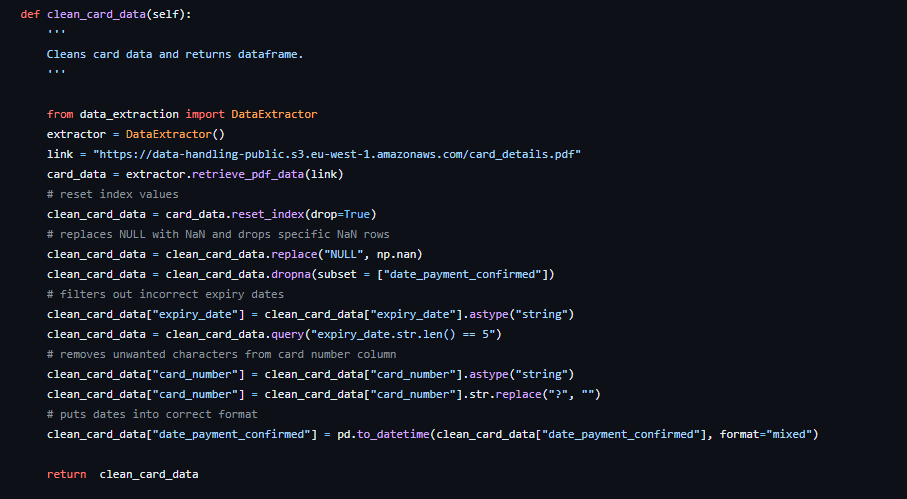 def clean_card_data(self):
'''
Cleans card data and returns dataframe.
'''
from data_extraction import DataExtractor
extractor = DataExtractor()
link = "https://data-handling-public.s3.eu-west-1.amazonaws.com/card_details.pdf"
card_data = extractor.retrieve_pdf_data(link)
# reset index values
clean_card_data = card_data.reset_index(drop=True)
# replaces NULL with NaN and drops specific NaN rows
clean_card_data = clean_card_data.replace("NULL", np.nan)
clean_card_data = clean_card_data.dropna(subset = ["date_payment_confirmed"])
# filters out incorrect expiry dates
clean_card_data["expiry_date"] = clean_card_data["expiry_date"].astype("string")
clean_card_data = clean_card_data.query("expiry_date.str.len() == 5")
# removes unwanted characters from card number column
clean_card_data["card_number"] = clean_card_data["card_number"].astype("string")
clean_card_data["card_number"] = clean_card_data["card_number"].str.replace("?", "")
# puts dates into correct format
clean_card_data["date_payment_confirmed"] = pd.to_datetime(clean_card_data["date_payment_confirmed"], format="mixed")
return  clean_card_data